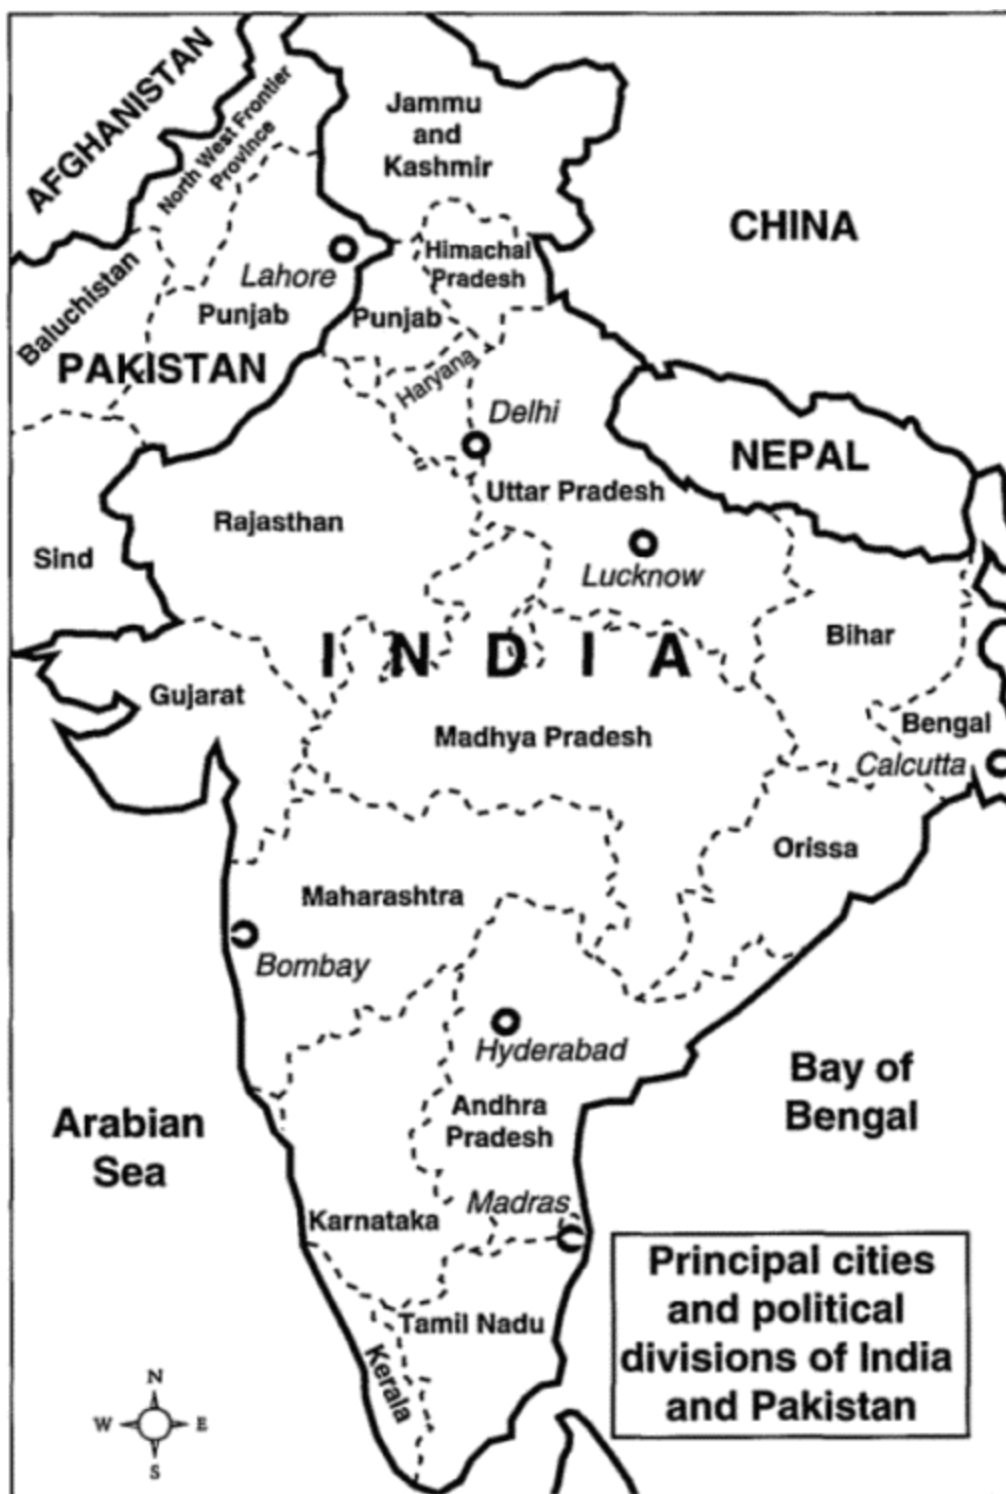 AFGHANISTAN
North West Frontier
Province
Jammu
and
Kashmir
CHINA
Himachal
Pradesh
Lahore
Baluchistan
Punjab
Punjab
PAKISTAN
Haryana
Delhi
NEPAL
Uttar Pradesh
Rajasthan
Sind
Lucknow
Bihar
INDIA
Gujarat
Bengal
Madhya Pradesh
Calcutta
Orissa
Maharashtra
Bombay
Hyderabad
Bay of
Bengal
Andhra
Pradesh
Arabian
Sea
Madras
Karnataka
Principal cities
and political
divisions of India
and Pakistan
Tamil Nadu
Kerala
N
W
E
S